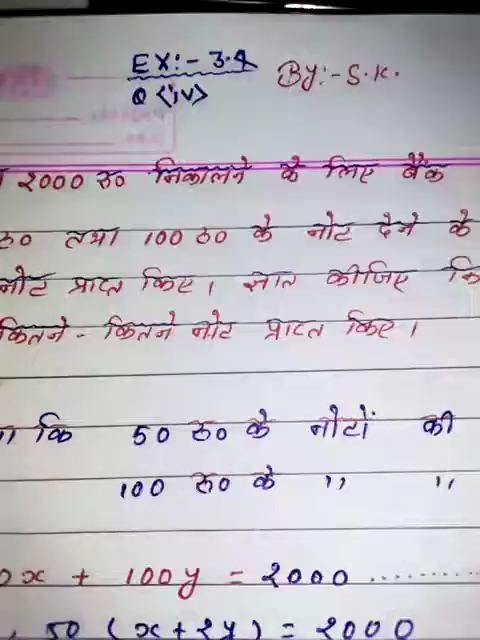 EX:- 3.4
By:- S.K.
Q <iv>
2000 रु० निकालने के लिए बैंक
रु० तथा 100 रु० के नोट देने के
नोट प्राप्त किए। ज्ञात कीजिए कि
कितने - कितने नोट प्राप्त किए।
कि 50 रु० के नोटों की
100 रु० के ,, ,,
0x + 100y = 2000 ........
50 (x+2y) = 2000